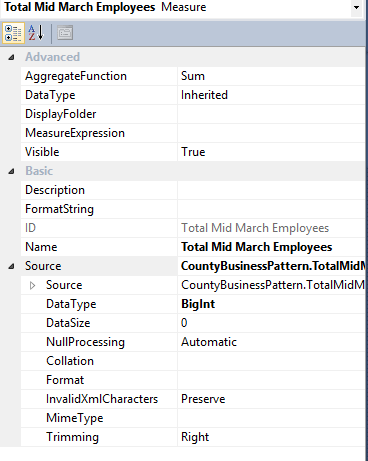 Total Mid March Employees Measure
Advanced
AggregateFunction Sum
DataType Inherited
DisplayFolder
MeasureExpression
Visible True
Basic
Description
FormatString
ID Total Mid March Employees
Name Total Mid March Employees
Source CountyBusinessPattern.TotalMidM
Source CountyBusinessPattern.TotalMidM
DataType BigInt
DataSize 0
NullProcessing Automatic
Collation
Format
InvalidXmlCharacters Preserve
MimeType
Trimming Right